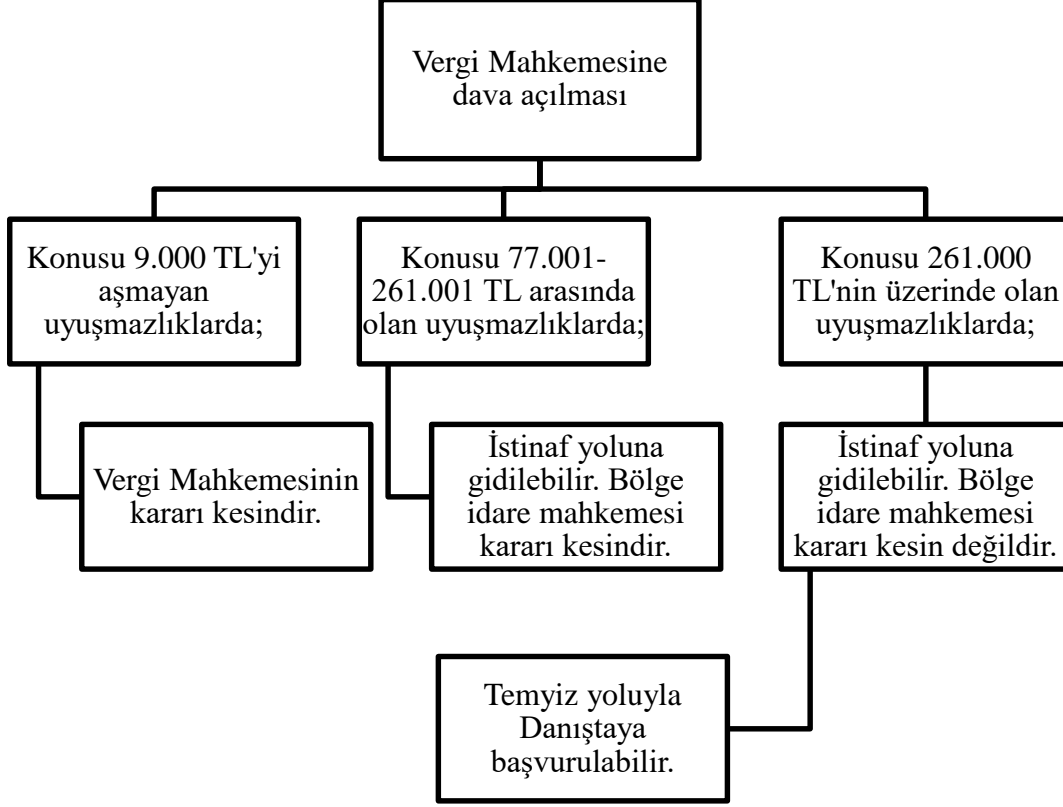 Vergi Mahkemesine
dava açılması
Konusu 9.000 TL'yi
aşmayan
uyuşmazlıklarda;
Konusu 77.001-
261.001 TL arasında
olan uyuşmazlıklarda;
Konusu 261.000
TL'nin üzerinde olan
uyuşmazlıklarda;
Vergi Mahkemesinin
kararı kesindir.
İstinaf yoluna
gidilebilir. Bölge
idare mahkemesi
kararı kesindir.
İstinaf yoluna
gidilebilir. Bölge
idare mahkemesi
kararı kesin değildir.
Temyiz yoluyla
Danıştaya
başvurulabilir.